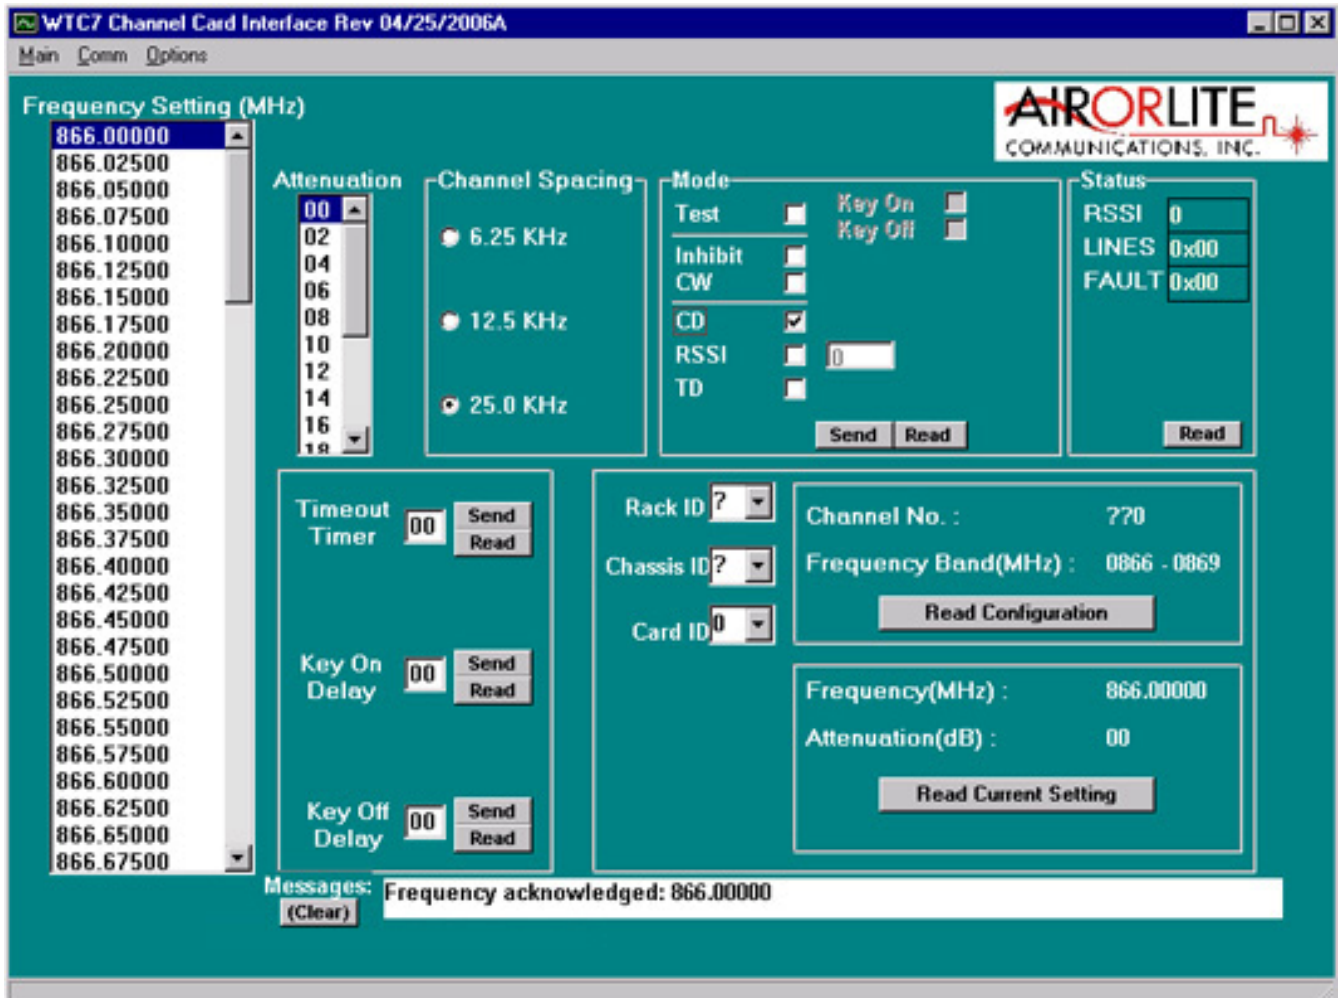 WTC7 Channel Card Interface Rev 04/25/2006A
Main Comm Options
Frequency Setting (MHz)
866.00000
866.02500
866.05000
866.07500
866.10000
866.12500
866.15000
866.17500
866.20000
866.22500
866.25000
866.27500
866.30000
866.32500
866.35000
866.37500
866.40000
866.42500
866.45000
866.47500
866.50000
866.52500
866.55000
866.57500
866.60000
866.62500
866.65000
866.67500
AIRORLITE
COMMUNICATIONS, INC.
Attenuation
00
02
04
06
08
10
12
14
16
18
Channel Spacing
6.25 KHz
12.5 KHz
25.0 KHz
Mode
Test
Key On
Key Off
Inhibit
CW
CD
RSSI 0
TD
Send Read
Status
RSSI 0
LINES 0x00
FAULT 0x00
Read
Timeout
Timer
00
Send
Read
Key On
Delay
00
Send
Read
Key Off
Delay
00
Send
Read
Rack ID ?
Chassis ID ?
Card ID 0
Channel No. : ??0
Frequency Band(MHz) : 0866 - 0869
Read Configuration
Frequency(MHz) : 866.00000
Attenuation(dB) : 00
Read Current Setting
Messages:
(Clear)
Frequency acknowledged: 866.00000